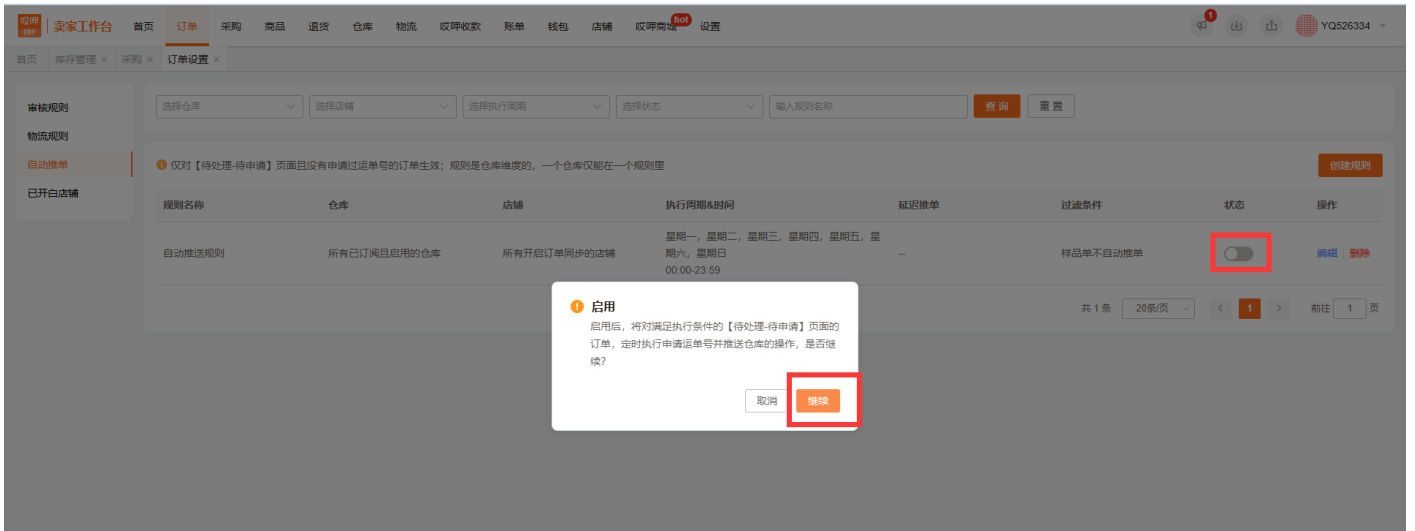 哎呷 ERP 卖家工作台 首页 订单 采购 商品 退货 仓库 物流 哎呷收款 账单 钱包 店铺 哎呷商城 hot 设置 1 YQ526334
首页 库存管理 × 采购 × 订单设置 ×
审核规则
物流规则
自动推单
已开白店铺
选择仓库 选择店铺 选择执行周期 选择状态 输入规则名称 查询 重置
仅对【待处理-待申请】页面且没有申请过运单号的订单生效；规则是仓库维度的，一个仓库仅能在一个规则里 创建规则
规则名称 仓库 店铺 执行周期&时间 延迟推单 过滤条件 状态 操作
自动推送规则 所有已订阅且启用的仓库 所有开启订单同步的店铺 星期一，星期二，星期三，星期四，星期五，星
期六，星期日
00:00-23:59
-- 样品单不自动推单 编辑 删除
共 1 条 20条/页 < 1 > 前往 1 页
启用
启用后，将对满足执行条件的【待处理-待申请】页面的
订单，定时执行申请运单号并推送仓库的操作，是否继
续?
取消 继续